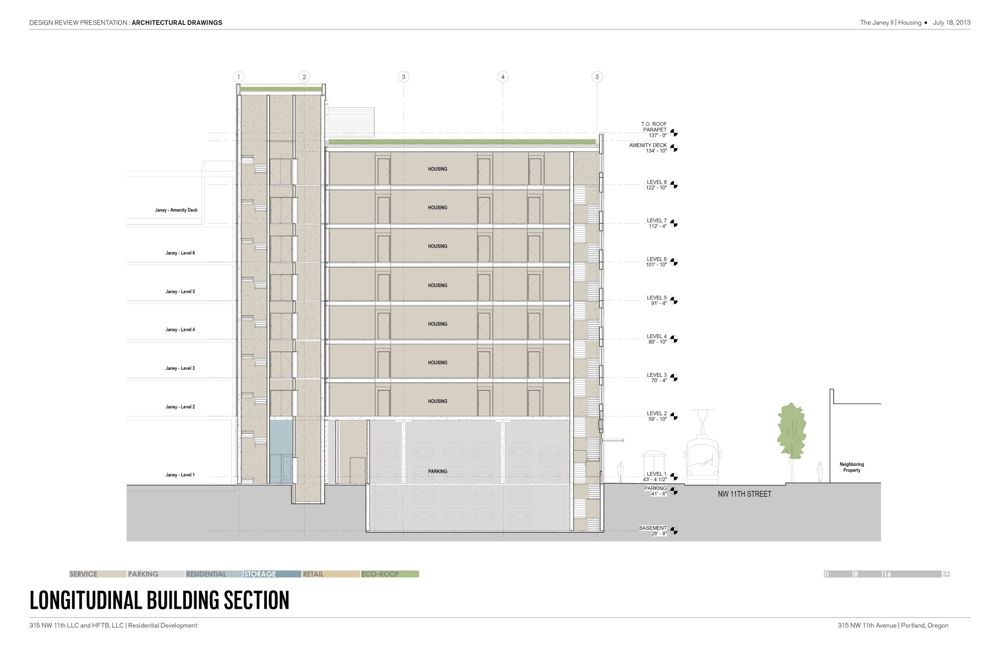 DESIGN REVIEW PRESENTATION : ARCHITECTURAL DRAWINGS
The Janey II | Housing ● July 18, 2013
1 2 3 4 5
T.O. ROOF
PARAPET
137' - 0"
AMENITY DECK
134' - 10"
HOUSING
LEVEL 8
122' - 10"
Janey - Amenity Deck
HOUSING
LEVEL 7
112' - 4"
Janey - Level 6
HOUSING
LEVEL 6
101' - 10"
Janey - Level 5
HOUSING
LEVEL 5
91' - 4"
Janey - Level 4
HOUSING
LEVEL 4
80' - 10"
Janey - Level 3
HOUSING
LEVEL 3
70' - 4"
Janey - Level 2
HOUSING
LEVEL 2
59' - 10"
Neighboring
Property
Janey - Level 1
PARKING
LEVEL 1
43' - 4 1/2"
PARKING
41' - 6"
NW 11TH STREET
BASEMENT
28' - 8"
SERVICE PARKING RESIDENTIAL STORAGE RETAIL ECO-ROOF
0 8 16 32
LONGITUDINAL BUILDING SECTION
315 NW 11th LLC and HFTB, LLC | Residential Development
315 NW 11th Avenue | Portland, Oregon